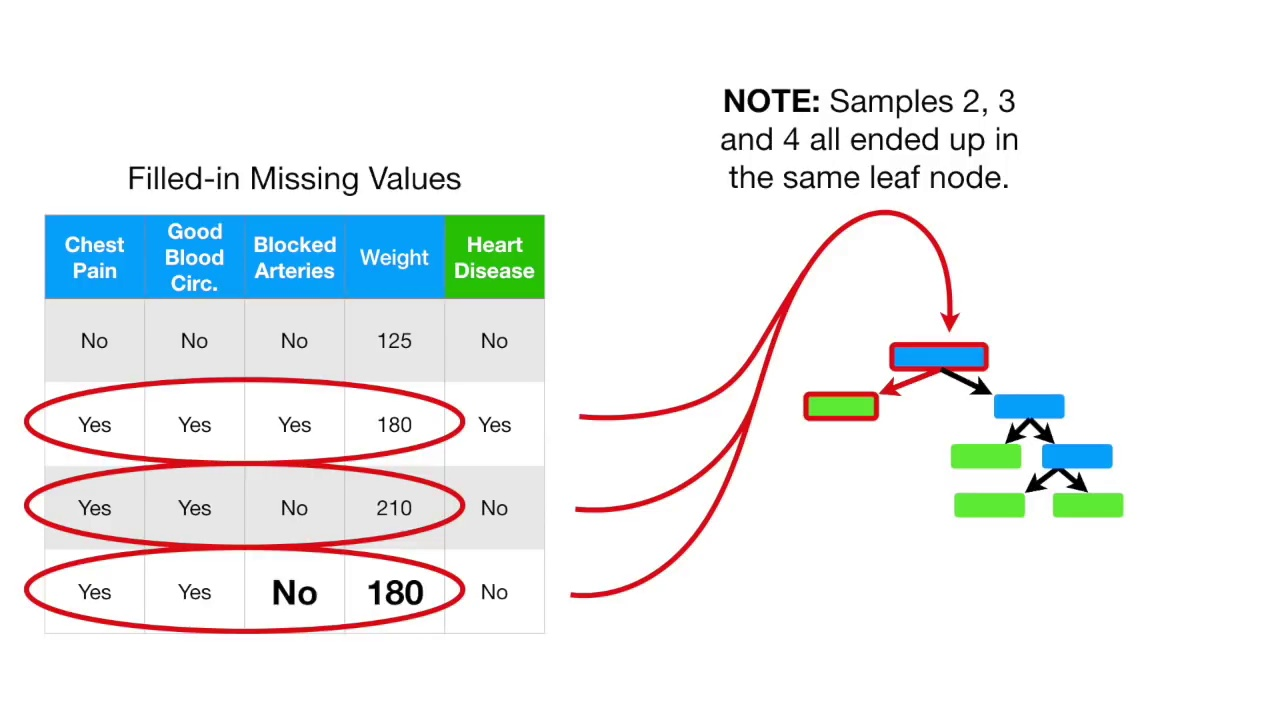 NOTE: Samples 2, 3
and 4 all ended up in
the same leaf node.
Filled-in Missing Values
Chest Pain Good Blood Circ. Blocked Arteries Weight Heart Disease
No No No 125 No
Yes Yes Yes 180 Yes
Yes Yes No 210 No
Yes Yes No 180 No